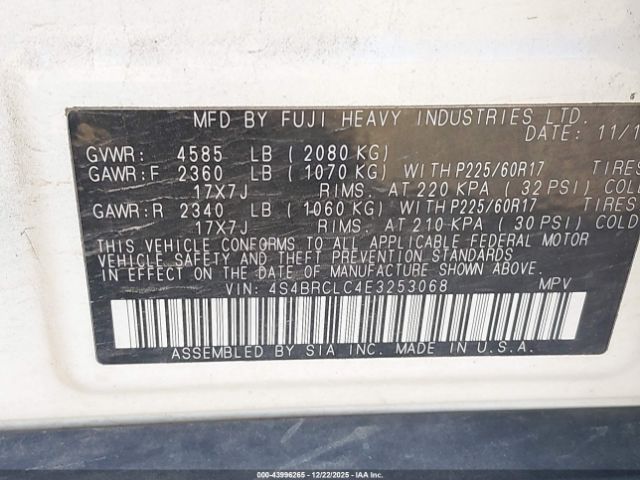 MFD BY FUJI HEAVY INDUSTRIES LTD.
DATE: 11/1
GVWR: 4585 LB (2080 KG)
GAWR:F 2360 LB (1070 KG) WITH P225/60R17 TIRES
17X7J RIMS. AT 220 KPA (32 PSI) COLD
GAWR:R 2340 LB (1060 KG) WITH P225/60R17 TIRES
17X7J RIMS. AT 210 KPA (30 PSI) COLD
THIS VEHICLE CONFORMS TO ALL APPLICABLE FEDERAL MOTOR
VEHICLE SAFETY AND THEFT PREVENTION STANDARDS
IN EFFECT ON THE DATE OF MANUFACTURE SHOWN ABOVE.
VIN: 4S4BRCLC4E3253068 MPV
ASSEMBLED BY SIA INC. MADE IN U.S.A.
000-43996265 - 12/22/2025 - IAA Inc.